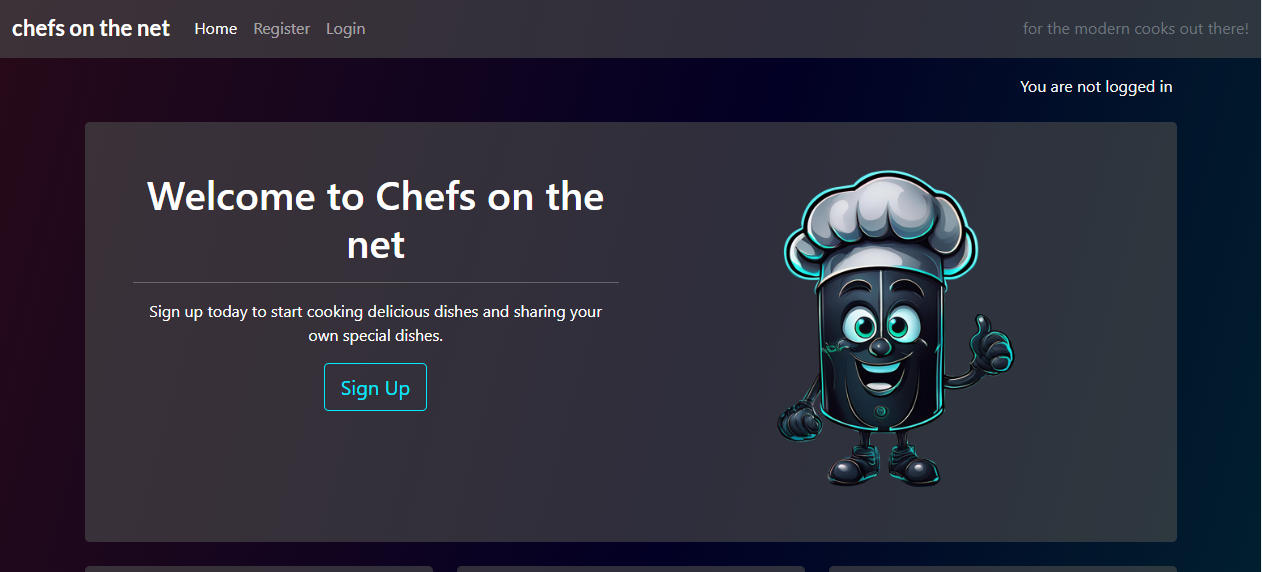 chefs on the net Home Register Login for the modern cooks out there!
You are not logged in
Welcome to Chefs on the
net
Sign up today to start cooking delicious dishes and sharing your
own special dishes.
Sign Up